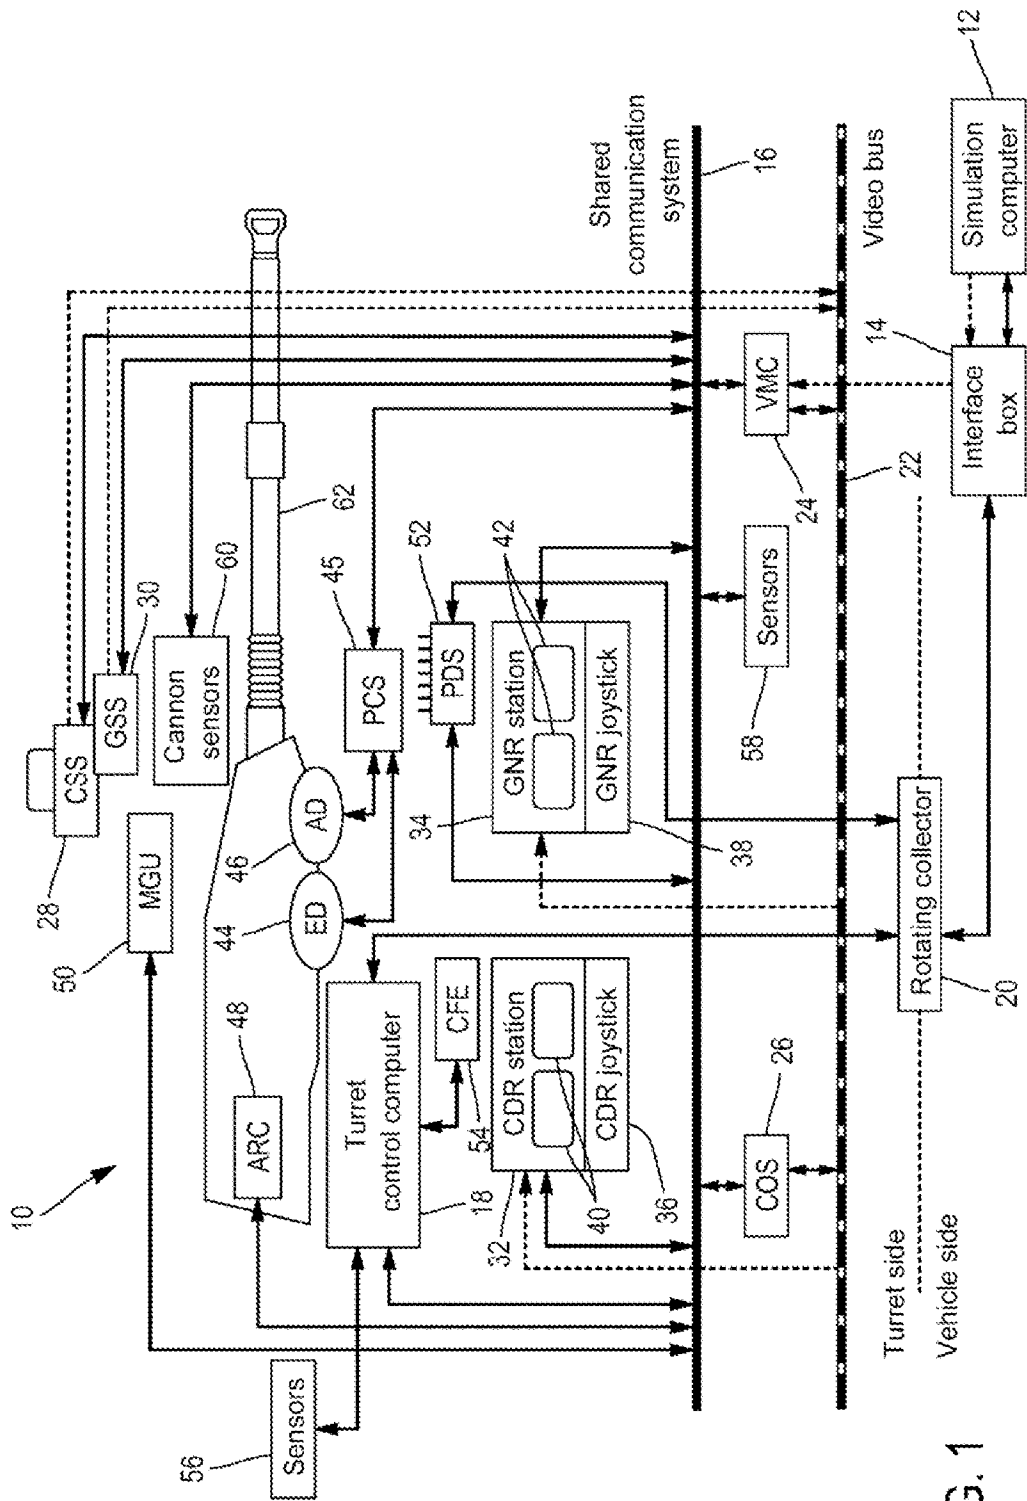 10
56
Sensors
50
MGU
28
CSS
GSS
30
Cannon
sensors
60
48
ARC
44
ED
46
AD
62
45
PCS
Turret
control computer
18
CFE
54
52
PDS
32
CDR station
40
CDR joystick
36
34
GNR station
42
GNR joystick
38
Shared
communication
system
16
COS
26
Sensors
58
VMC
24
Video bus
22
Turret side
Vehicle side
Rotating collector
20
14
Interface
box
Simulation
computer
12
G. 1